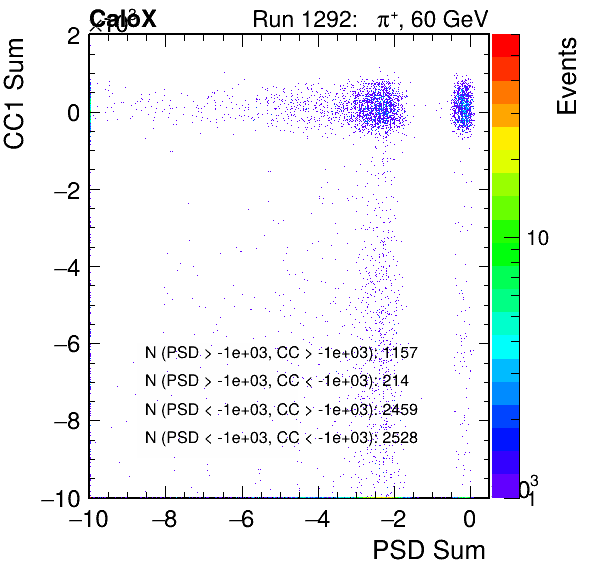 ×10³
CaloX
Run 1292: π⁺, 60 GeV
CC1 Sum
Events
2
0
−2
−4
−6
−8
−10
10
1
N (PSD > -1e+03, CC > -1e+03): 1157
N (PSD > -1e+03, CC < -1e+03): 214
N (PSD < -1e+03, CC > -1e+03): 2459
N (PSD < -1e+03, CC < -1e+03): 2528
−10
−8
−6
−4
−2
0
PSD Sum